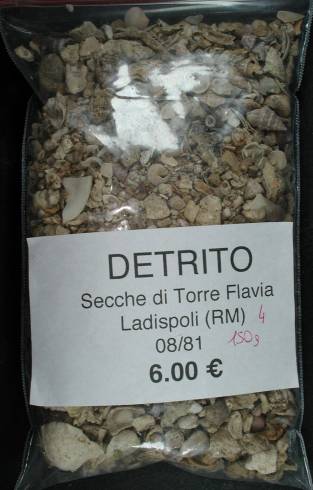 DETRITO
Secche di Torre Flavia
Ladispoli (RM) 4
08/81 150g
6.00 €